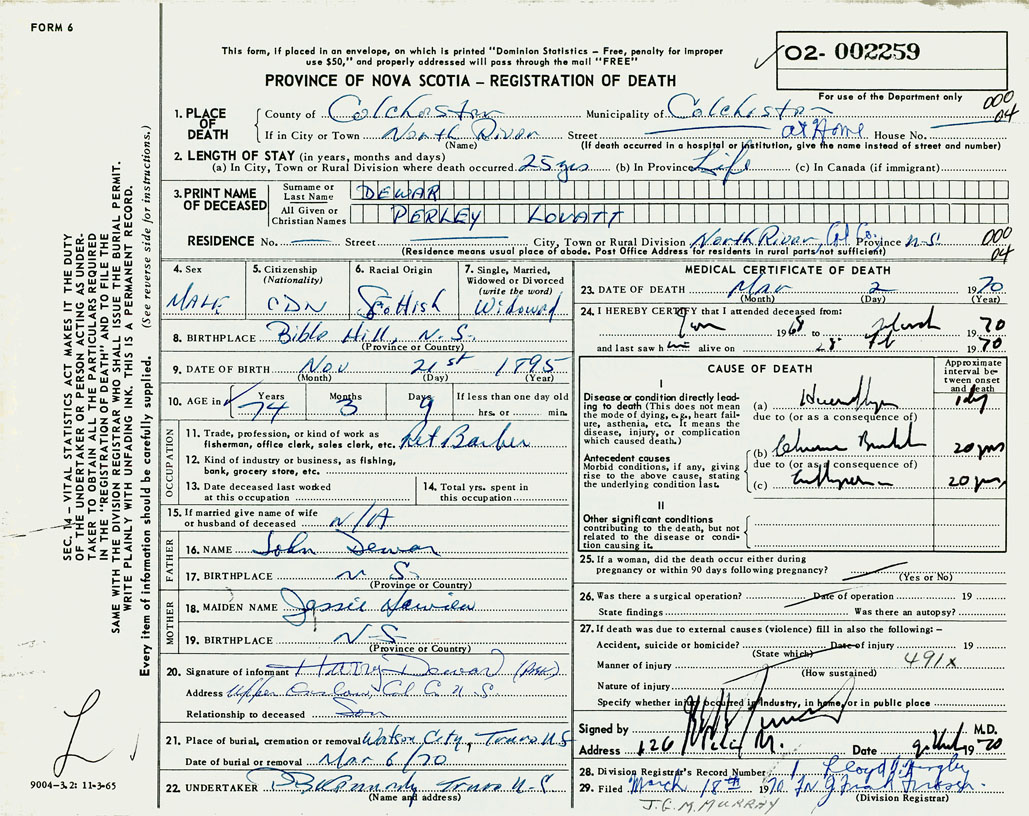 FORM 6
This form, if placed in an envelope, on which is printed "Dominion Statistics – Free, penalty for improper
use $50," and properly addressed will pass through the mail "FREE"
PROVINCE OF NOVA SCOTIA – REGISTRATION OF DEATH
02- 002259
For use of the Department only
000
04
1. PLACE OF DEATH
County of Colchester Municipality of Colchester
If in City or Town North River Street at Home House No.
(Name) (If death occurred in a hospital or institution, give the name instead of street and number)
2. LENGTH OF STAY (in years, months and days)
(a) In City, Town or Rural Division where death occurred 25 yrs (b) In Province Life (c) In Canada (if immigrant)
3. PRINT NAME OF DECEASED
Surname or Last Name DEWAR
All Given or Christian Names PERLEY LOVATT
RESIDENCE No. Street City, Town or Rural Division North River, Col Co. Province N.S.
(Residence means usual place of abode. Post Office Address for residents in rural parts not sufficient)
000
04
4. Sex MALE
5. Citizenship (Nationality) CDN
6. Racial Origin Scottish
7. Single, Married, Widowed or Divorced (write the word) Widowed
8. BIRTHPLACE Bible Hill, N.S.
(Province or Country)
9. DATE OF BIRTH Nov 21st 1895
(Month) (Day) (Year)
10. AGE in Years 74 Months 3 Days 9 If less than one day old hrs. or min.
OCCUPATION
11. Trade, profession, or kind of work as fisherman, office clerk, sales clerk, etc. Ret Barber
12. Kind of industry or business, as fishing, bank, grocery store, etc.
13. Date deceased last worked at this occupation
14. Total yrs. spent in this occupation
15. If married give name of wife or husband of deceased N/A
FATHER
16. NAME John Dewar
17. BIRTHPLACE N.S.
(Province or Country)
MOTHER
18. MAIDEN NAME Jessie
19. BIRTHPLACE N.S
(Province or Country)
20. Signature of informant Harry Dewar
Address Upper Onslow, Col Co N.S
Relationship to deceased Son
21. Place of burial, cremation or removal Truro N.S
Date of burial or removal Mar 6/70
22. UNDERTAKER Truro N.S
(Name and address)
MEDICAL CERTIFICATE OF DEATH
23. DATE OF DEATH Mar 2 1970
(Month) (Day) (Year)
24. I HEREBY CERTIFY that I attended deceased from:
1968 to March 1970
and last saw him alive on 28 Fb 1970
CAUSE OF DEATH
Approximate interval between onset and death
I
Disease or condition directly leading to death (This does not mean the mode of dying, e.g., heart failure, asthenia, etc. It means the disease, injury, or complication which caused death.)
(a) 1 day
due to (or as a consequence of)
Antecedent causes
Morbid conditions, if any, giving rise to the above cause, stating the underlying condition last.
(b) 20 yrs
due to (or as a consequence of)
(c) 20 yrs
II
Other significant conditions
contributing to the death, but not related to the disease or condition causing it.
25. If a woman, did the death occur either during pregnancy or within 90 days following pregnancy?
(Yes or No)
26. Was there a surgical operation? Date of operation 19
State findings Was there an autopsy?
27. If death was due to external causes (violence) fill in also the following: –
Accident, suicide or homicide? Date of injury 19
(State which)
Manner of injury 491x
(How sustained)
Nature of injury
Specify whether injury occurred in Industry, in home, or in public place
Signed by M.D.
Address Date 1970
28. Division Registrar's Record Number 1
29. Filed March 18th 1970
(Division Registrar)
J.G.M. MURRAY
SEC. 14 – VITAL STATISTICS ACT MAKES IT THE DUTY
OF THE UNDERTAKER OR PERSON ACTING AS UNDER-
TAKER TO OBTAIN ALL THE PARTICULARS REQUIRED
IN THE "REGISTRATION OF DEATH" AND TO FILE THE
SAME WITH THE DIVISION REGISTRAR WHO SHALL ISSUE THE BURIAL PERMIT.
WRITE PLAINLY WITH UNFADING INK. THIS IS A PERMANENT RECORD.
Every item of information should be carefully supplied. (See reverse side for instructions.)
L
9004–3.2: 11-3-65